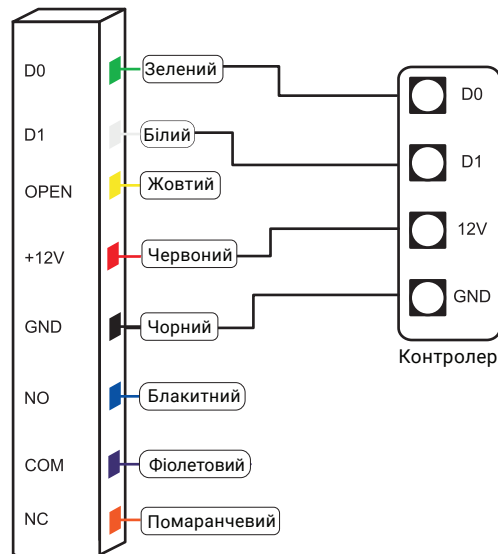 D0 Зелений
D1 Білий
OPEN Жовтий
+12V Червоний
GND Чорний
NO Блакитний
COM Фіолетовий
NC Помаранчевий
D0
D1
12V
GND
Контролер